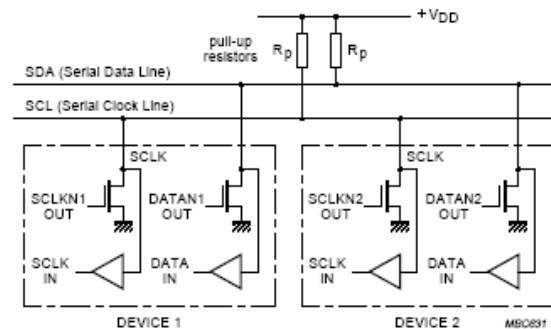 +VDD
pull-up
resistors
Rp
Rp
SDA (Serial Data Line)
SCL (Serial Clock Line)
SCLK
SCLKN1
OUT
DATAN1
OUT
SCLK
IN
DATA
IN
DEVICE 1
SCLK
SCLKN2
OUT
DATAN2
OUT
SCLK
IN
DATA
IN
DEVICE 2
MBC631